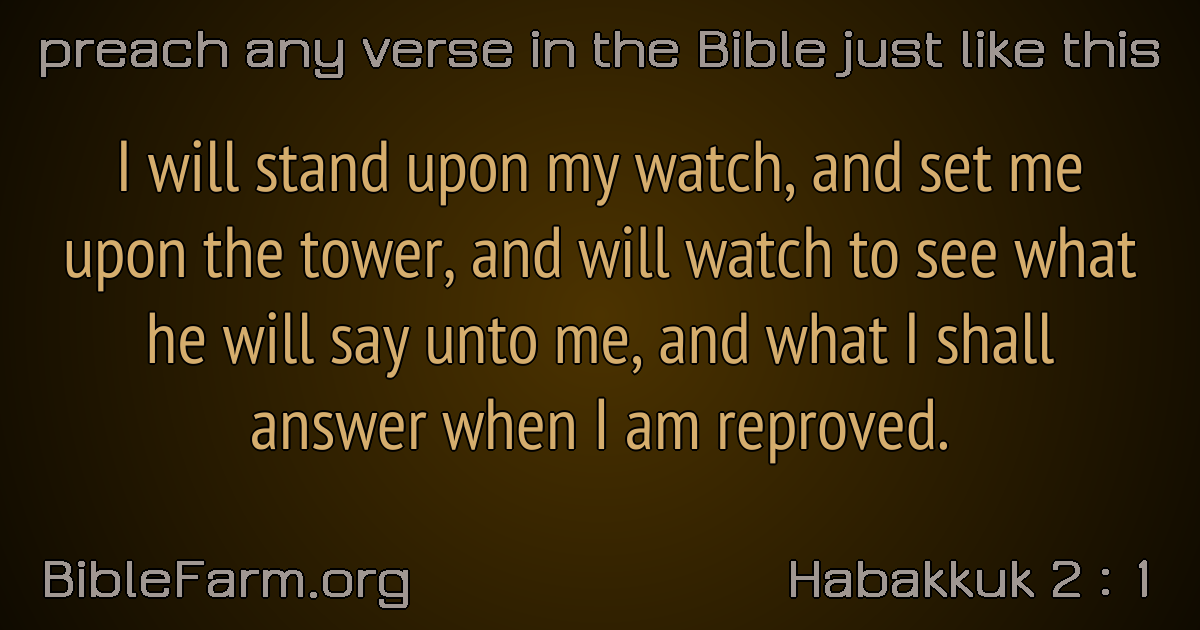 preach any verse in the Bible just like this
I will stand upon my watch, and set me
upon the tower, and will watch to see what
he will say unto me, and what I shall
answer when I am reproved.
BibleFarm.org
Habakkuk 2 : 1